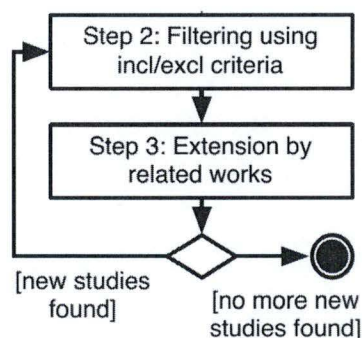 Step 2: Filtering using
incl/excl criteria
Step 3: Extension by
related works
[new studies
found]
[no more new
studies found]